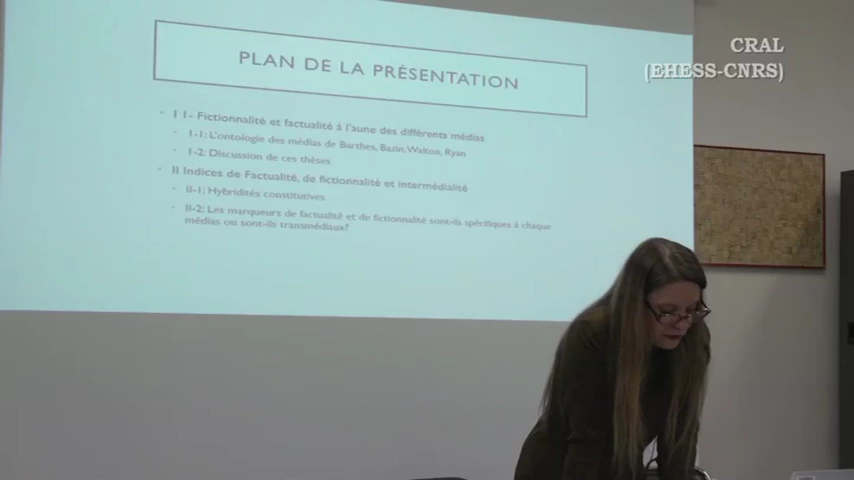 CRAL
(EHESS-CNRS)
PLAN DE LA PRÉSENTATION
I 1- Fictionnalité et factualité à l'aune des différents médias
1-1: L'ontologie des médias de Barthes, Bazin, Walton, Ryan
1-2: Discussion de ces thèses
II Indices de Factualité, de fictionnalité et intermédialité
II-1: Hybridités constitutives
II-2: Les marqueurs de factualité et de fictionnalité sont-ils spécifiques à chaque
médias ou sont-ils transmédiaux?